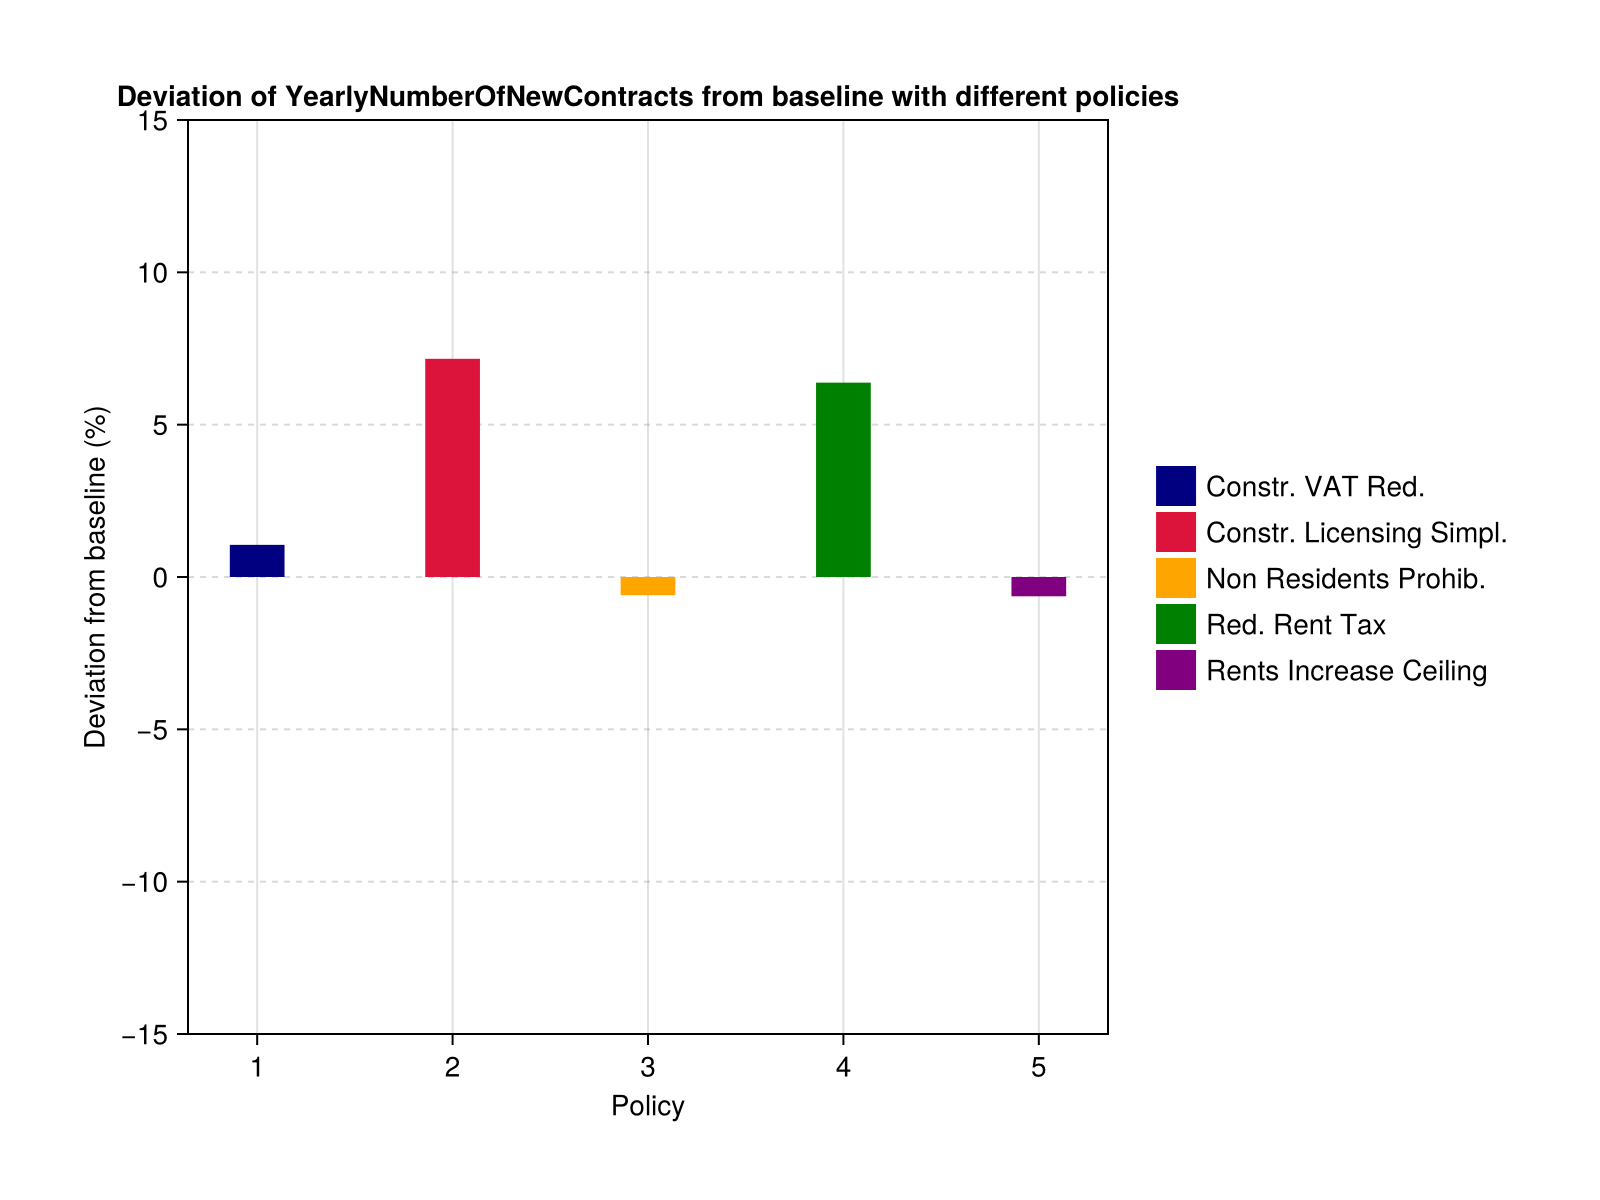 Deviation of YearlyNumberOfNewContracts from baseline with different policies
15
10
5
0
−5
−10
−15
Deviation from baseline (%)
1 2 3 4 5
Policy
Constr. VAT Red.
Constr. Licensing Simpl.
Non Residents Prohib.
Red. Rent Tax
Rents Increase Ceiling